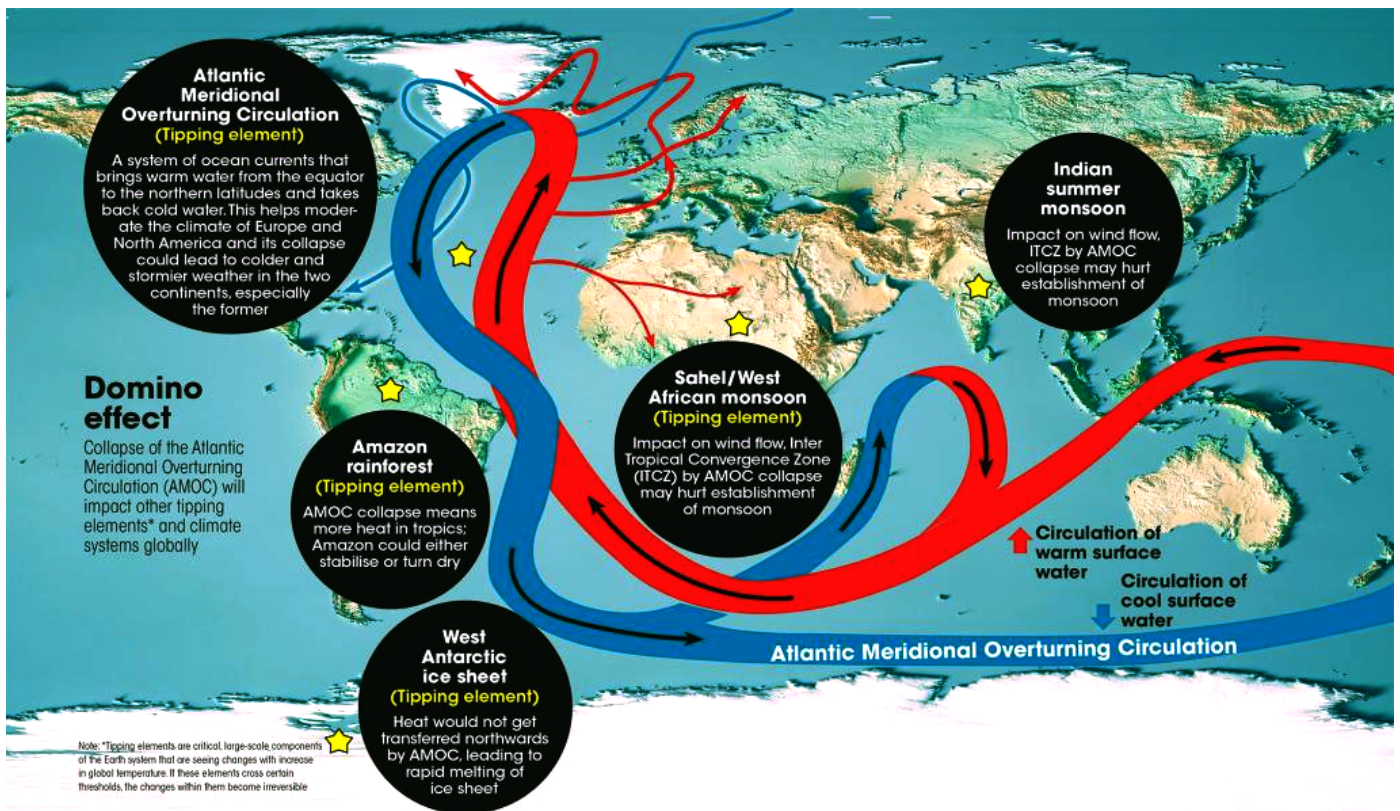 Atlantic
Meridional
Overturning Circulation
(Tipping element)
A system of ocean currents that
brings warm water from the equator
to the northern latitudes and takes
back cold water. This helps moder-
ate the climate of Europe and
North America and its collapse
could lead to colder and
stormier weather in the two
continents, especially
the former
Indian
summer
monsoon
Impact on wind flow,
ITCZ by AMOC
collapse may hurt
establishment of
monsoon
Domino
effect
Collapse of the Atlantic
Meridional Overturning
Circulation (AMOC) will
impact other tipping
elements* and climate
systems globally
Sahel/West
African monsoon
(Tipping element)
Impact on wind flow, Inter
Tropical Convergence Zone
(ITCZ) by AMOC collapse
may hurt establishment
of monsoon
Amazon
rainforest
(Tipping element)
AMOC collapse means
more heat in tropics;
Amazon could either
stabilise or turn dry
Circulation of
warm surface
water
Circulation of
cool surface
water
Atlantic Meridional Overturning Circulation
West
Antarctic
ice sheet
(Tipping element)
Heat would not get
transferred northwards
by AMOC, leading to
rapid melting of
ice sheet
Note: *Tipping elements are critical, large-scale components
of the Earth system that are seeing changes with increase
in global temperature. If these elements cross certain
thresholds, the changes within them become irreversible